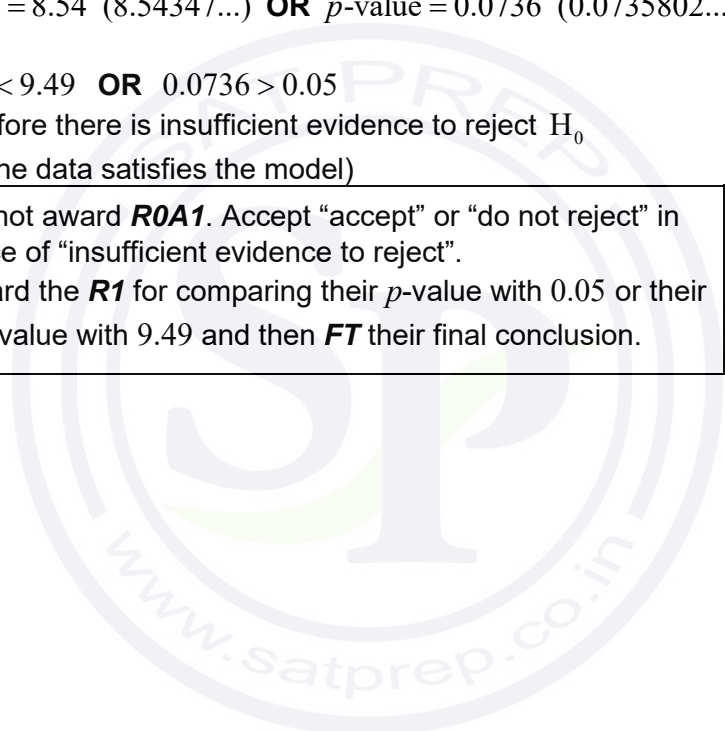 = 8.54 (8.54347...) OR p-value = 0.0736 (0.0735802...
< 9.49 OR 0.0736 > 0.05
fore there is insufficient evidence to reject H₀
he data satisfies the model)
not award R0A1. Accept “accept” or “do not reject” in
e of “insufficient evidence to reject”.
ard the R1 for comparing their p-value with 0.05 or their
value with 9.49 and then FT their final conclusion.
SAT PREP
SP
www.satprep.co.in